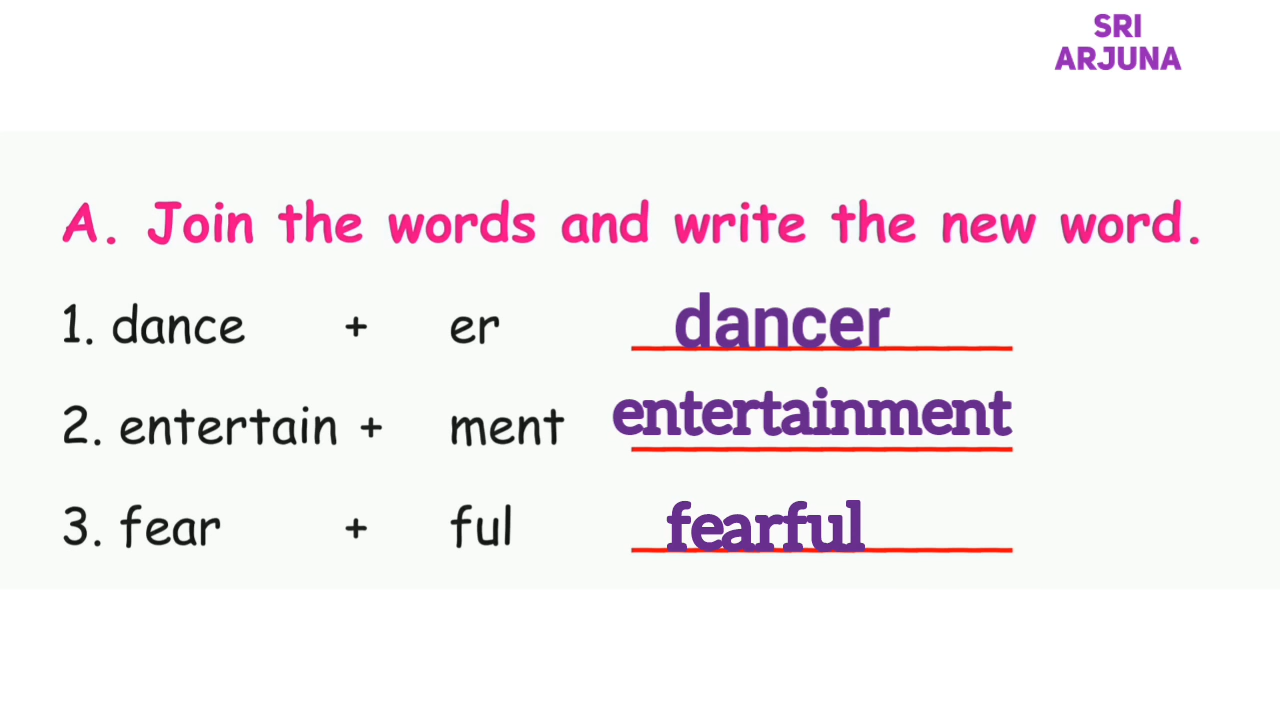 SRI
ARJUNA
A. Join the words and write the new word.
1. dance + er dancer
2. entertain + ment entertainment
3. fear + ful fearful